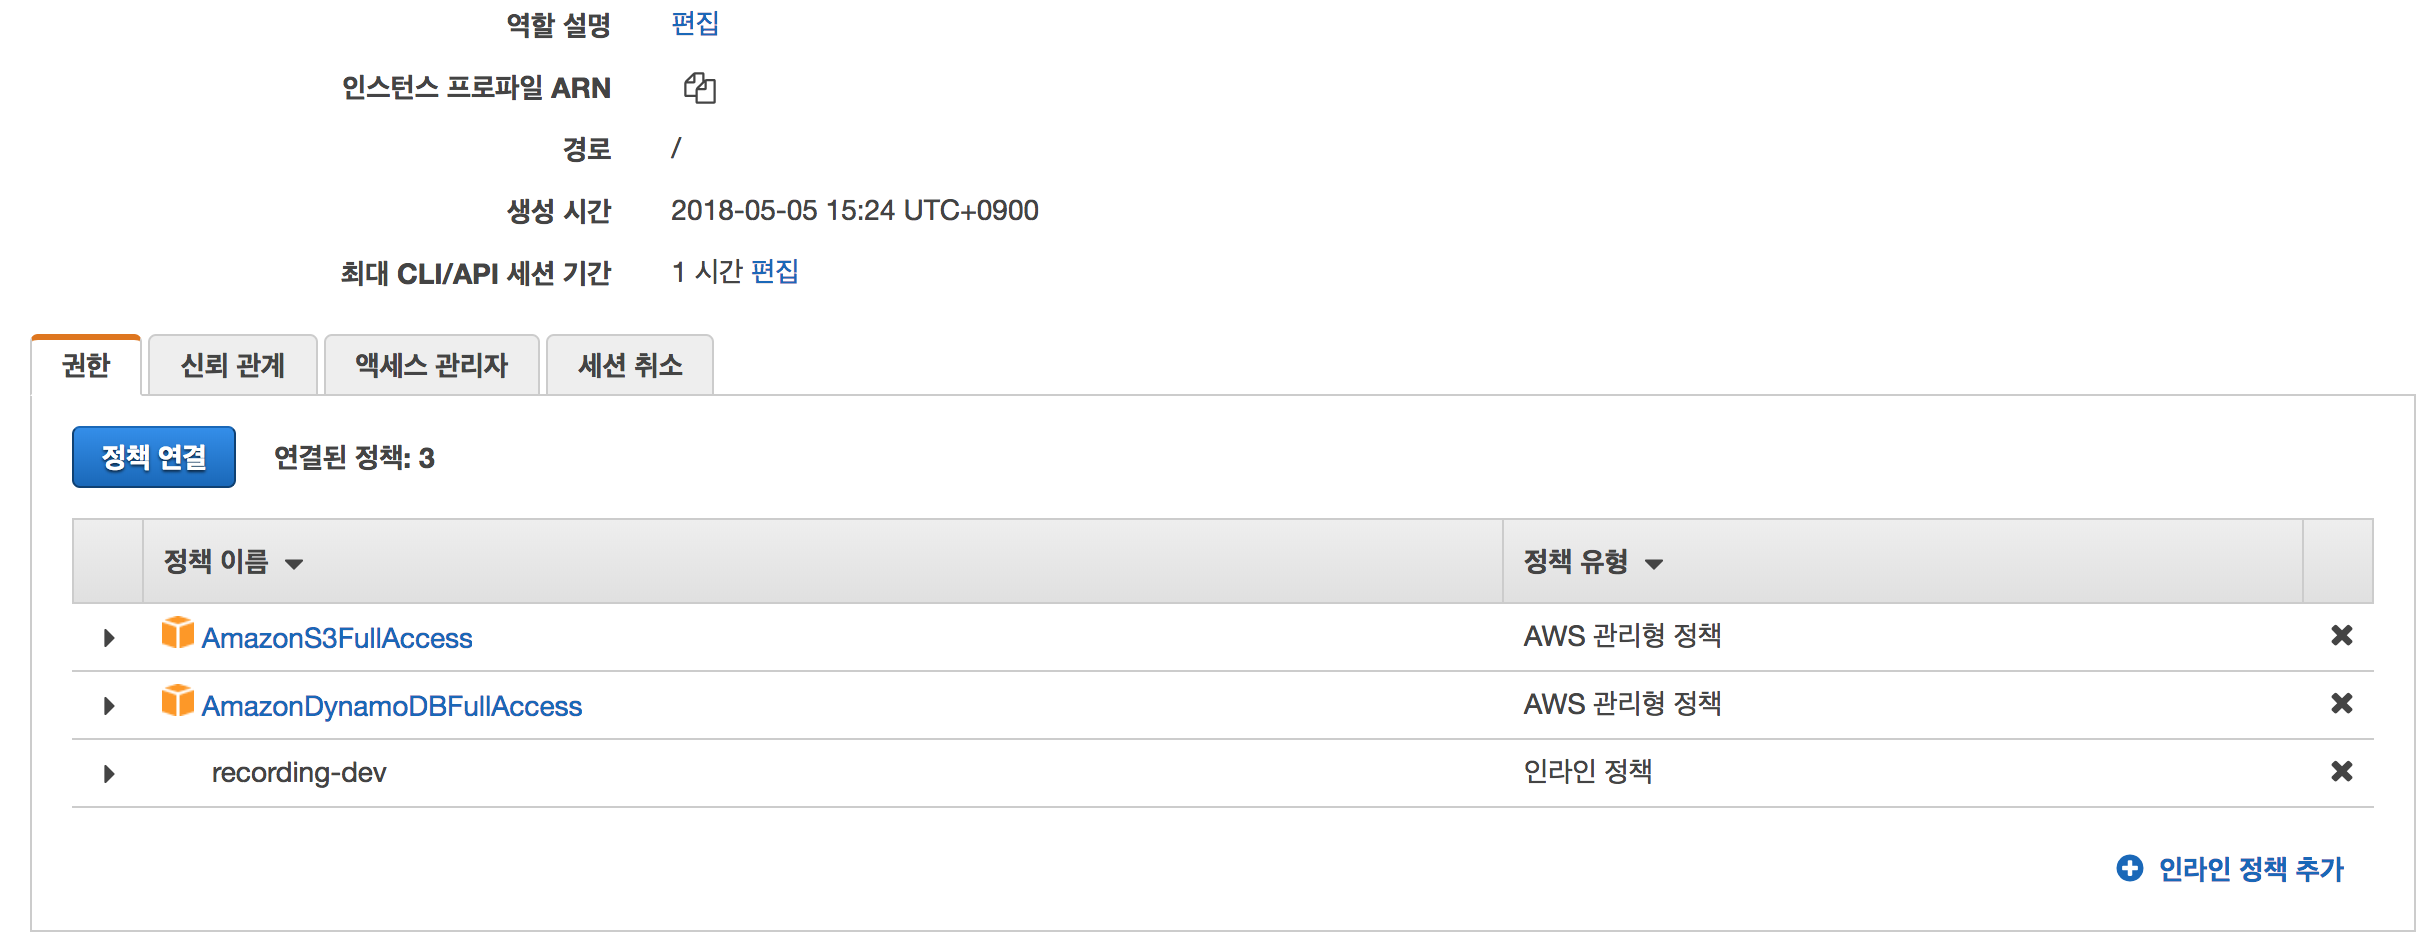 역할 설명 편집
인스턴스 프로파일 ARN
경로 /
생성 시간 2018-05-05 15:24 UTC+0900
최대 CLI/API 세션 기간 1 시간 편집
권한 신뢰 관계 액세스 관리자 세션 취소
정책 연결 연결된 정책: 3
정책 이름 정책 유형
AmazonS3FullAccess AWS 관리형 정책
AmazonDynamoDBFullAccess AWS 관리형 정책
recording-dev 인라인 정책
인라인 정책 추가